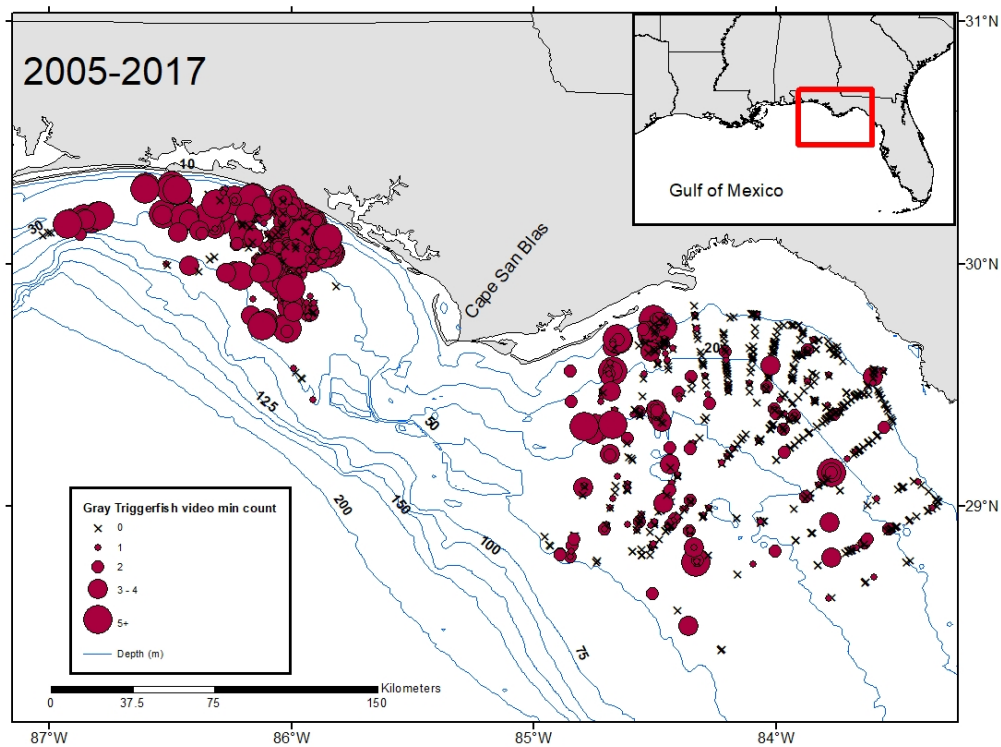 2005-2017
31°N
Gulf of Mexico
10
30
Cape San Blas
30°N
20
125
50
200
150
100
75
29°N
Gray Triggerfish video min count
0
1
2
3 - 4
5+
Depth (m)
Kilometers
0 37.5 75 150
87°W 86°W 85°W 84°W